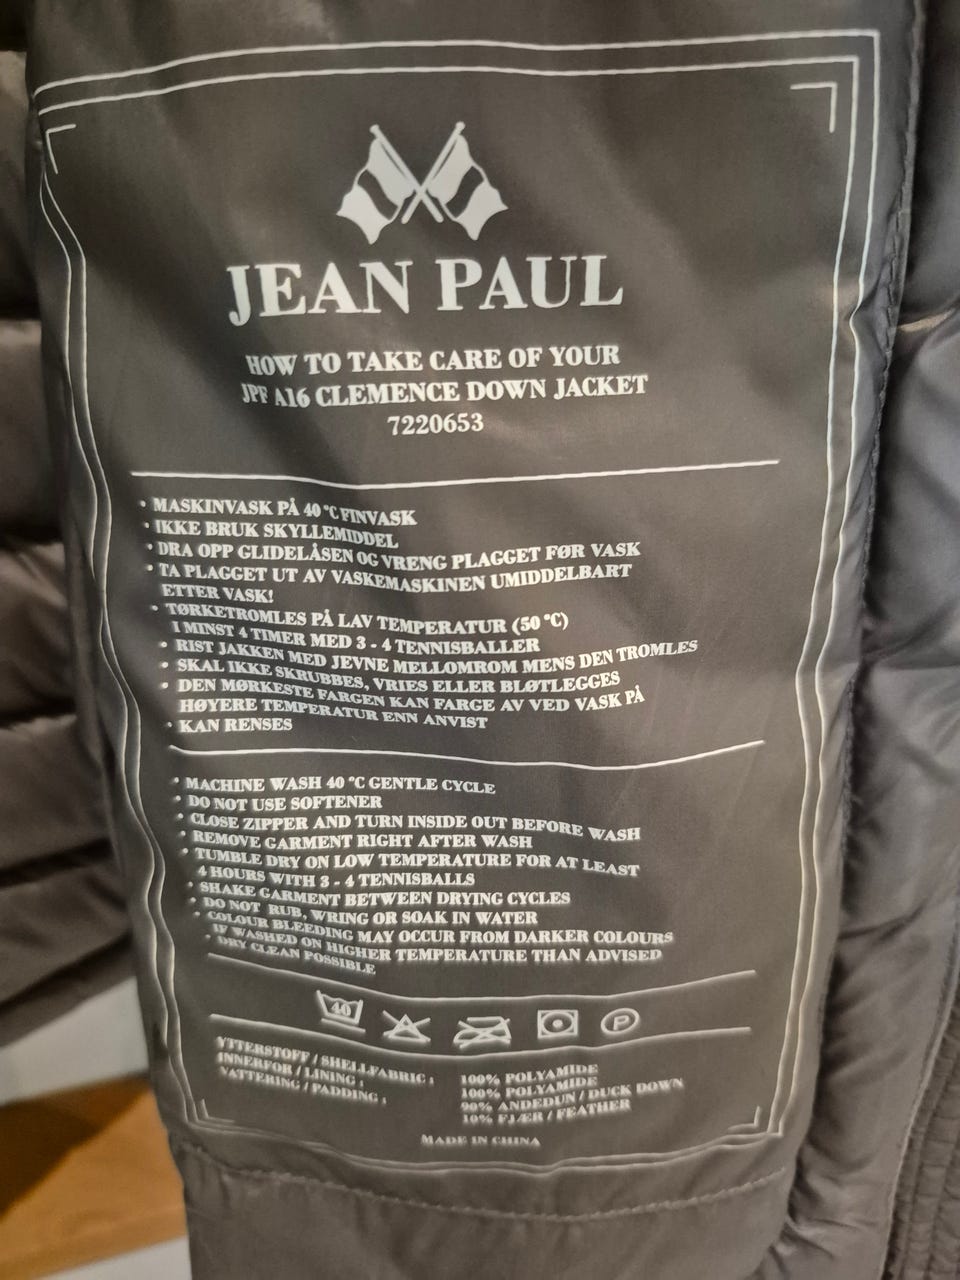 JEAN PAUL
HOW TO TAKE CARE OF YOUR
JPF A16 CLEMENCE DOWN JACKET
7220653
• MASKINVASK PÅ 40 °C FINVASK
• IKKE BRUK SKYLLEMIDDEL
• DRA OPP GLIDELÅSEN OG VRENG PLAGGET FØR VASK
• TA PLAGGET UT AV VASKEMASKINEN UMIDDELBART
ETTER VASK!
• TØRKETROMLES PÅ LAV TEMPERATUR (50 °C)
I MINST 4 TIMER MED 3 - 4 TENNISBALLER
• RIST JAKKEN MED JEVNE MELLOMROM MENS DEN TROMLES
• SKAL IKKE SKRUBBES, VRIES ELLER BLØTLEGGES
• DEN MØRKESTE FARGEN KAN FARGE AV VED VASK PÅ
HØYERE TEMPERATUR ENN ANVIST
• KAN RENSES
• MACHINE WASH 40 °C GENTLE CYCLE
• DO NOT USE SOFTENER
• CLOSE ZIPPER AND TURN INSIDE OUT BEFORE WASH
• REMOVE GARMENT RIGHT AFTER WASH
• TUMBLE DRY ON LOW TEMPERATURE FOR AT LEAST
4 HOURS WITH 3 - 4 TENNISBALLS
• SHAKE GARMENT BETWEEN DRYING CYCLES
• DO NOT RUB, WRING OR SOAK IN WATER
• COLOUR BLEEDING MAY OCCUR FROM DARKER COLOURS
IF WASHED ON HIGHER TEMPERATURE THAN ADVISED
• DRY CLEAN POSSIBLE
40 P
YTTERSTOFF / SHELLFABRIC : 100% POLYAMIDE
INNERFOR / LINING : 100% POLYAMIDE
VATTERING / PADDING : 90% ANDEDUN / DUCK DOWN
10% FJÆR / FEATHER
MADE IN CHINA